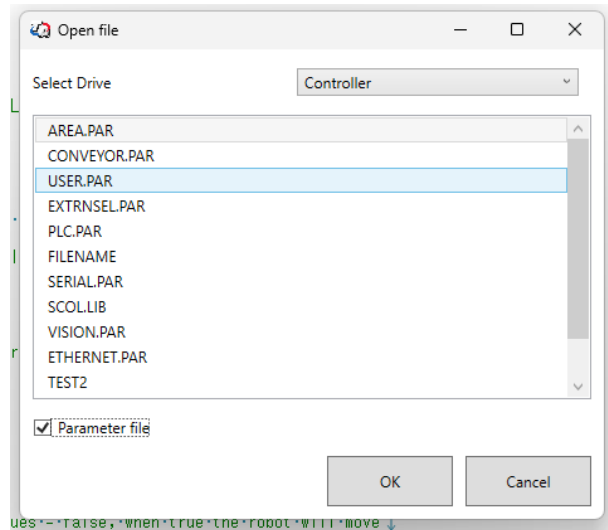 Open file
Select Drive
Controller
L
AREA.PAR
CONVEYOR.PAR
USER.PAR
EXTRNSEL.PAR
PLC.PAR
FILENAME
SERIAL.PAR
SCOL.LIB
VISION.PAR
r
ETHERNET.PAR
TEST2
Parameter file
OK
Cancel
ues·-·false,·when·true·the·robot·will·move↓